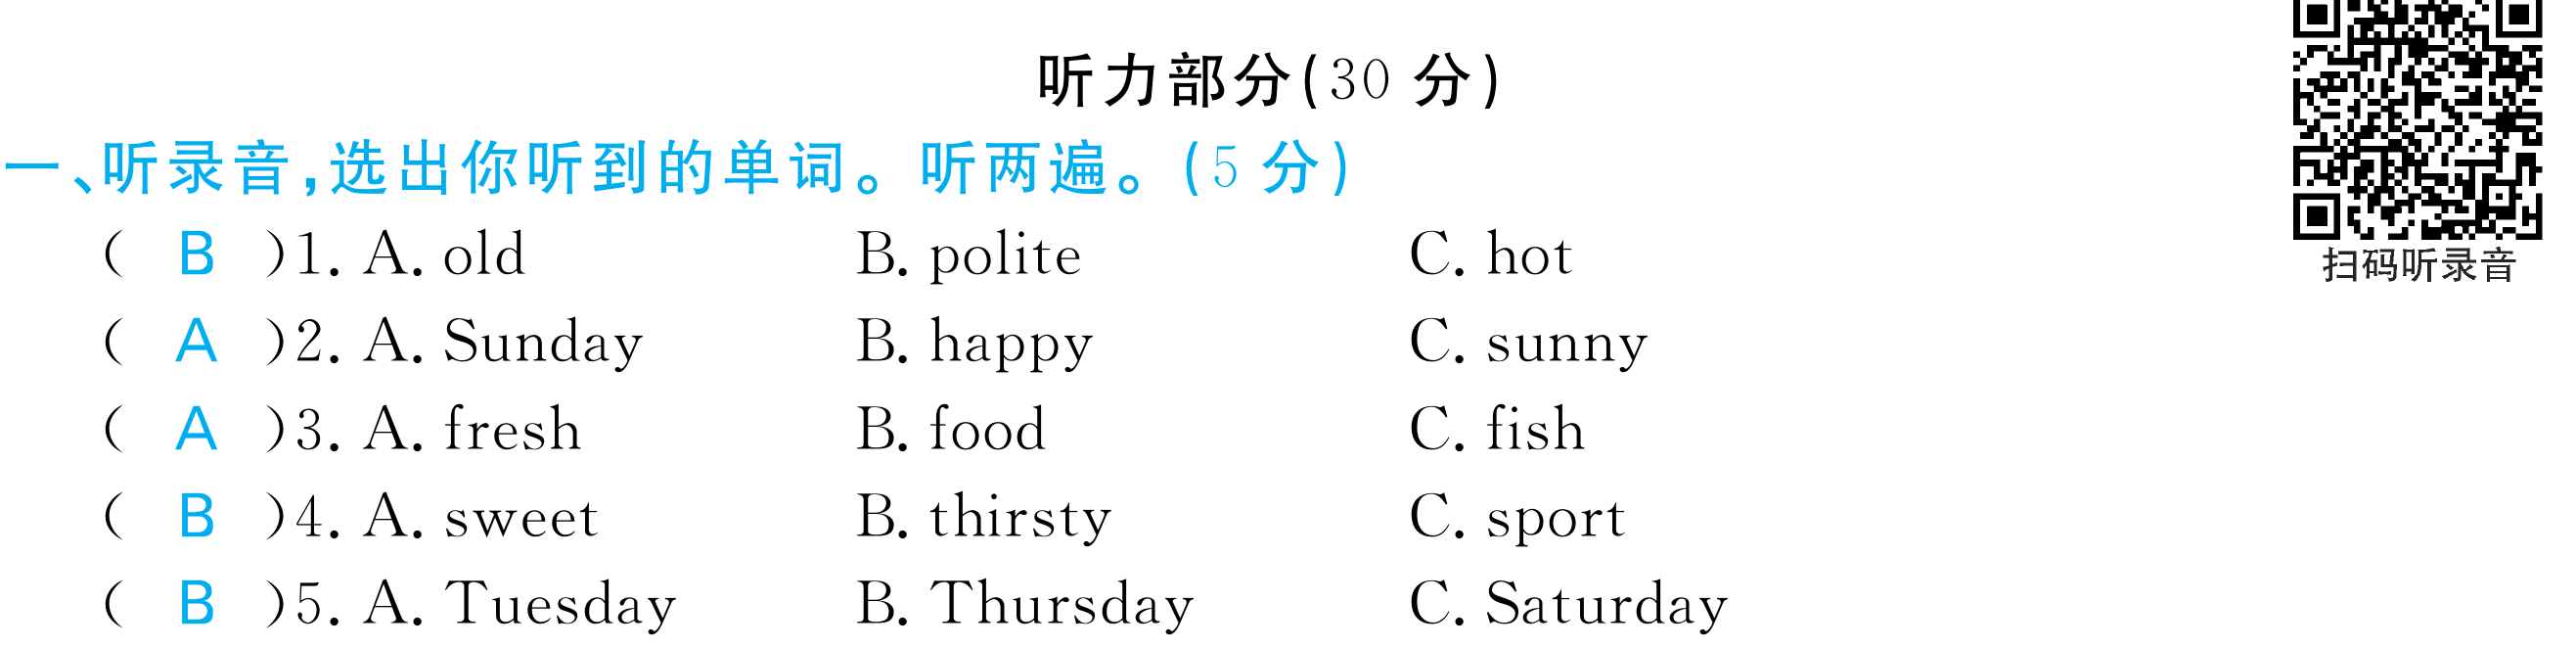 听力部分(30 分)
一、听录音,选出你听到的单词。听两遍。(5 分)
( B )1. A. old B. polite C. hot
扫码听录音
( A )2. A. Sunday B. happy C. sunny
( A )3. A. fresh B. food C. fish
( B )4. A. sweet B. thirsty C. sport
( B )5. A. Tuesday B. Thursday C. Saturday